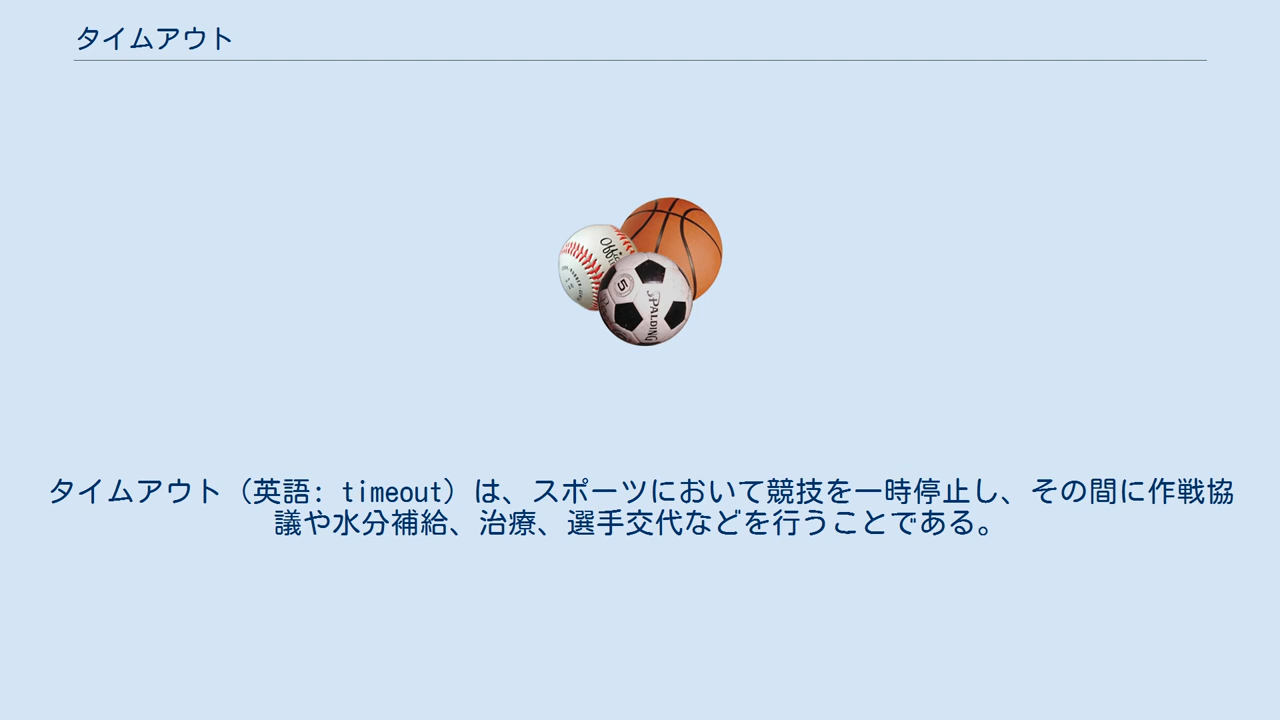 タイムアウト
Offic
5
SPALDING
タイムアウト（英語: timeout）は、スポーツにおいて競技を一時停止し、その間に作戦協
議や水分補給、治療、選手交代などを行うことである。